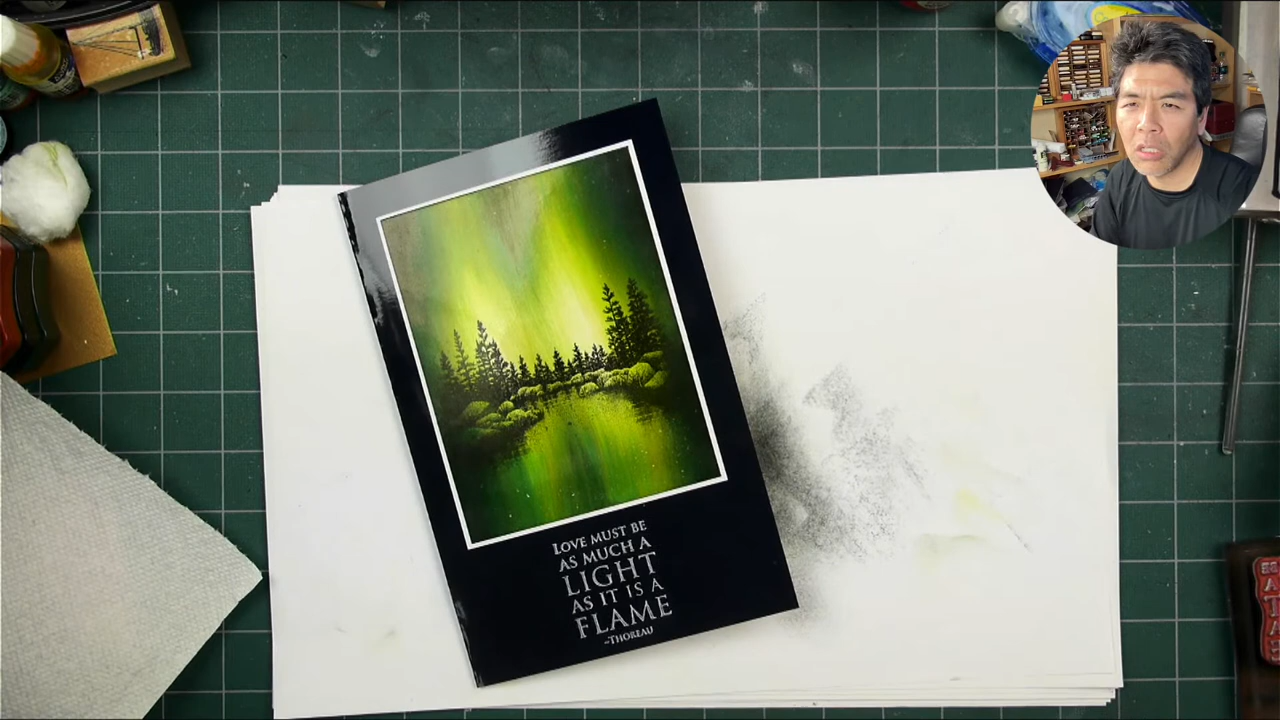 LOVE MUST BE
AS MUCH A
LIGHT
AS IT IS A
FLAME
~THOREAU